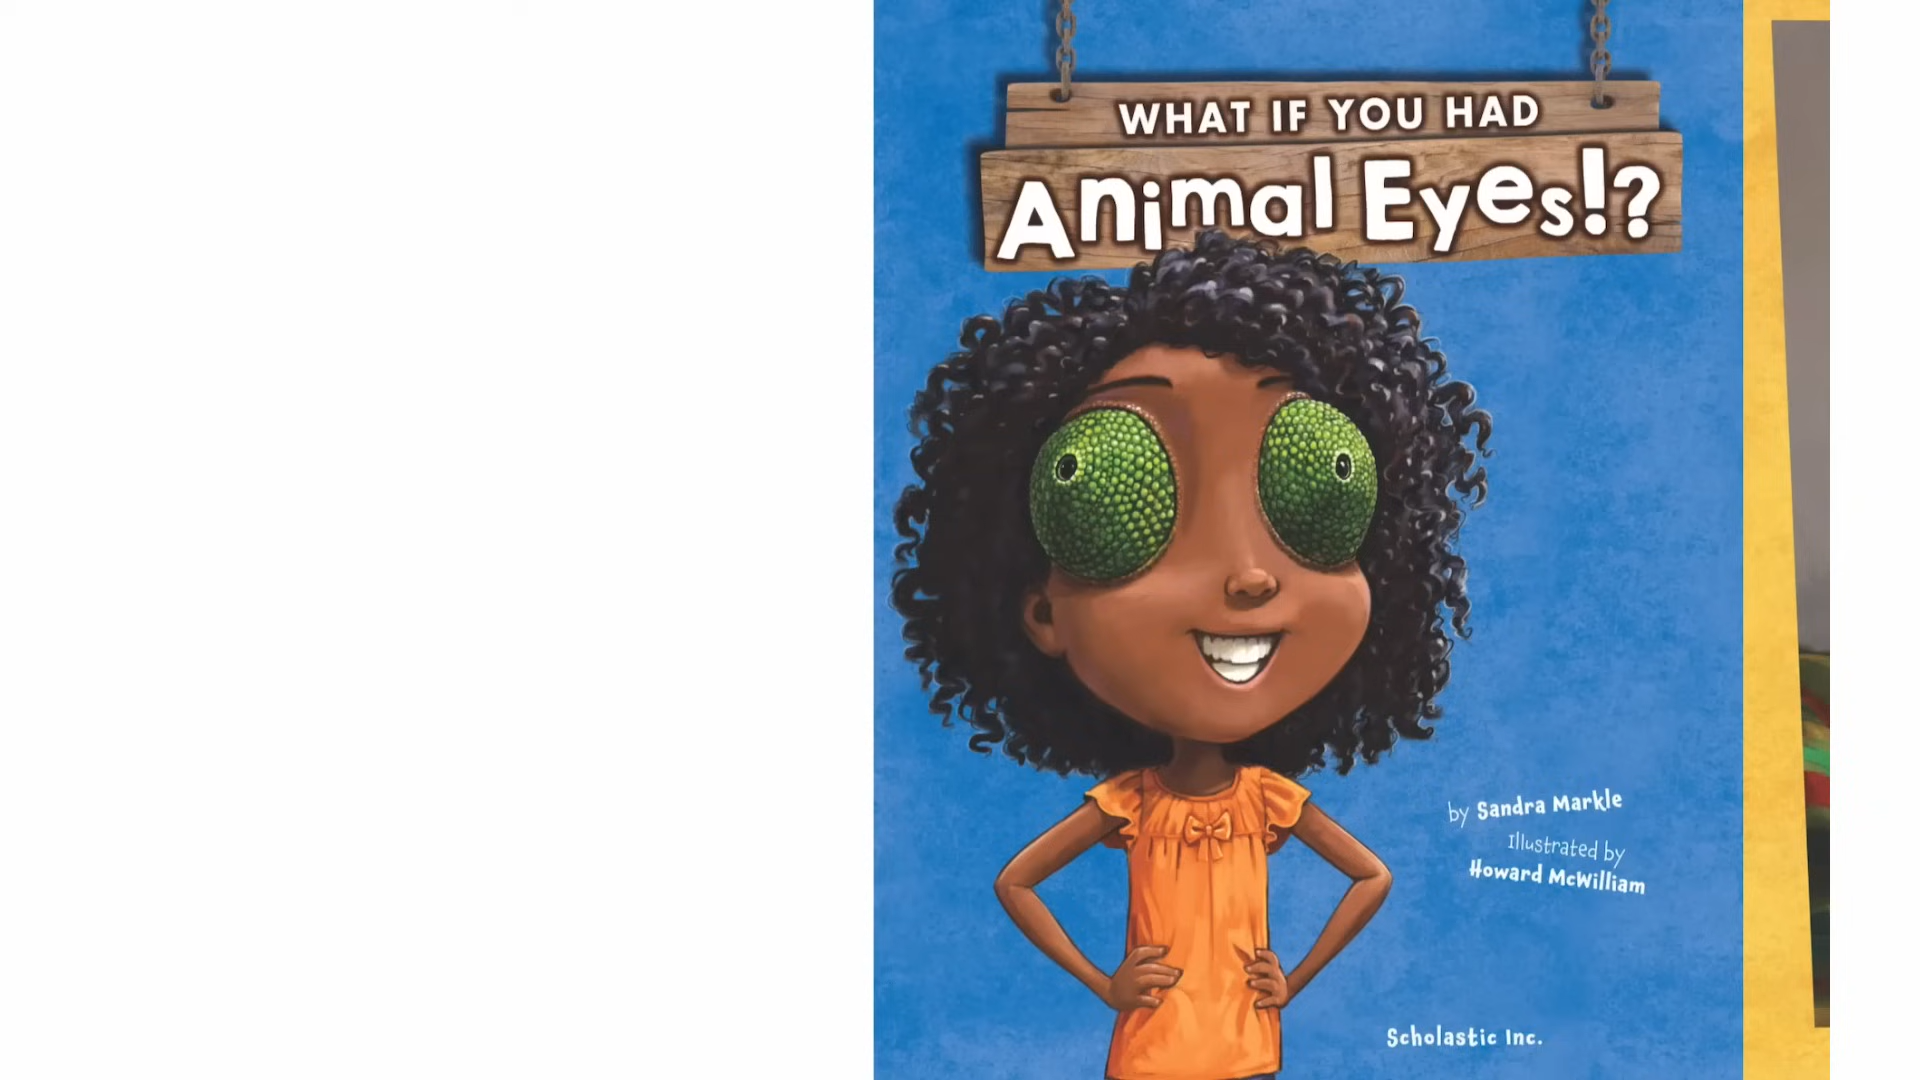 WHAT IF YOU HAD
Animal Eyes!?
by Sandra Markle
Illustrated by
Howard McWilliam
Scholastic Inc.